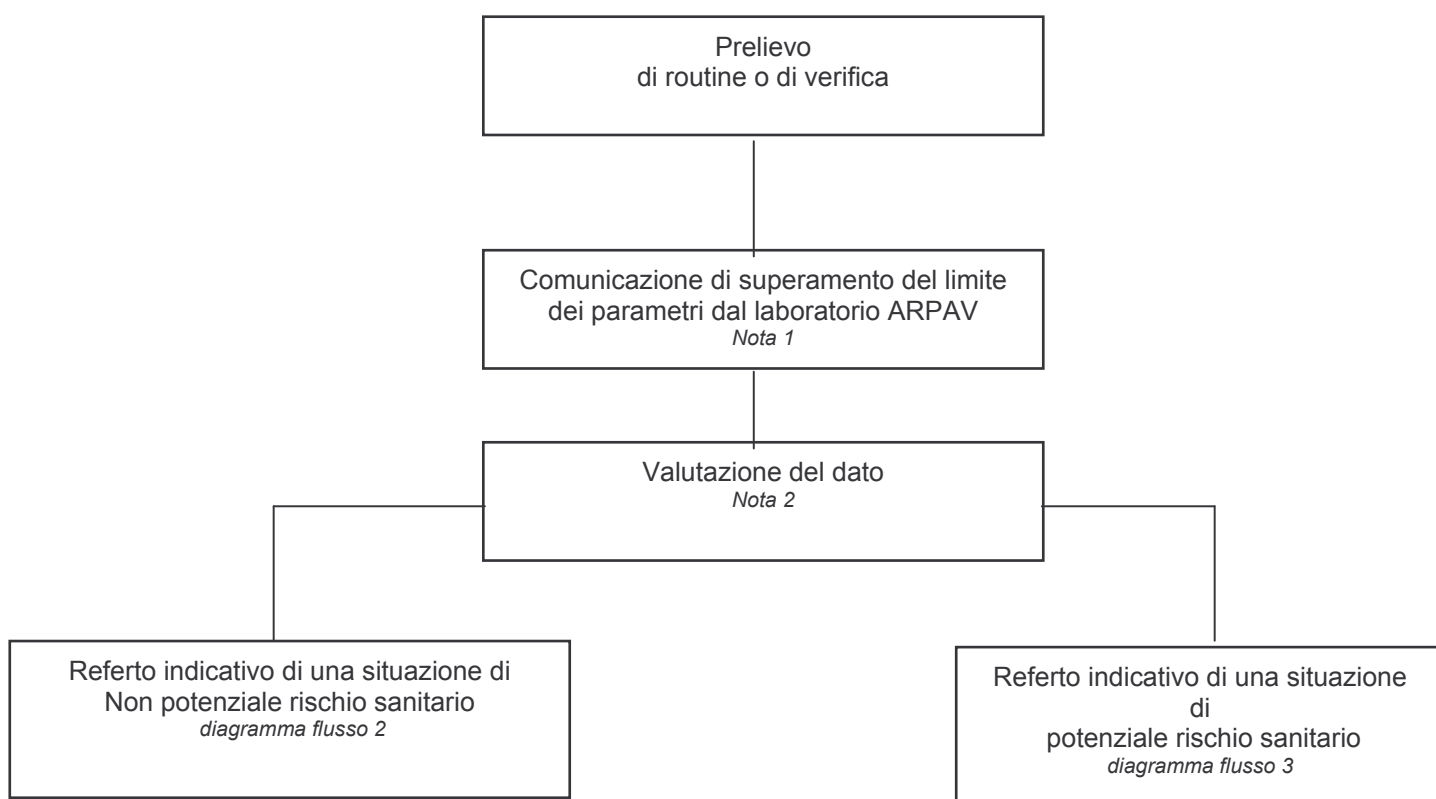 Prelievo
di routine o di verifica
Comunicazione di superamento del limite
dei parametri dal laboratorio ARPAV
Nota 1
Valutazione del dato
Nota 2
Referto indicativo di una situazione di
Non potenziale rischio sanitario
diagramma flusso 2
Referto indicativo di una situazione
di
potenziale rischio sanitario
diagramma flusso 3